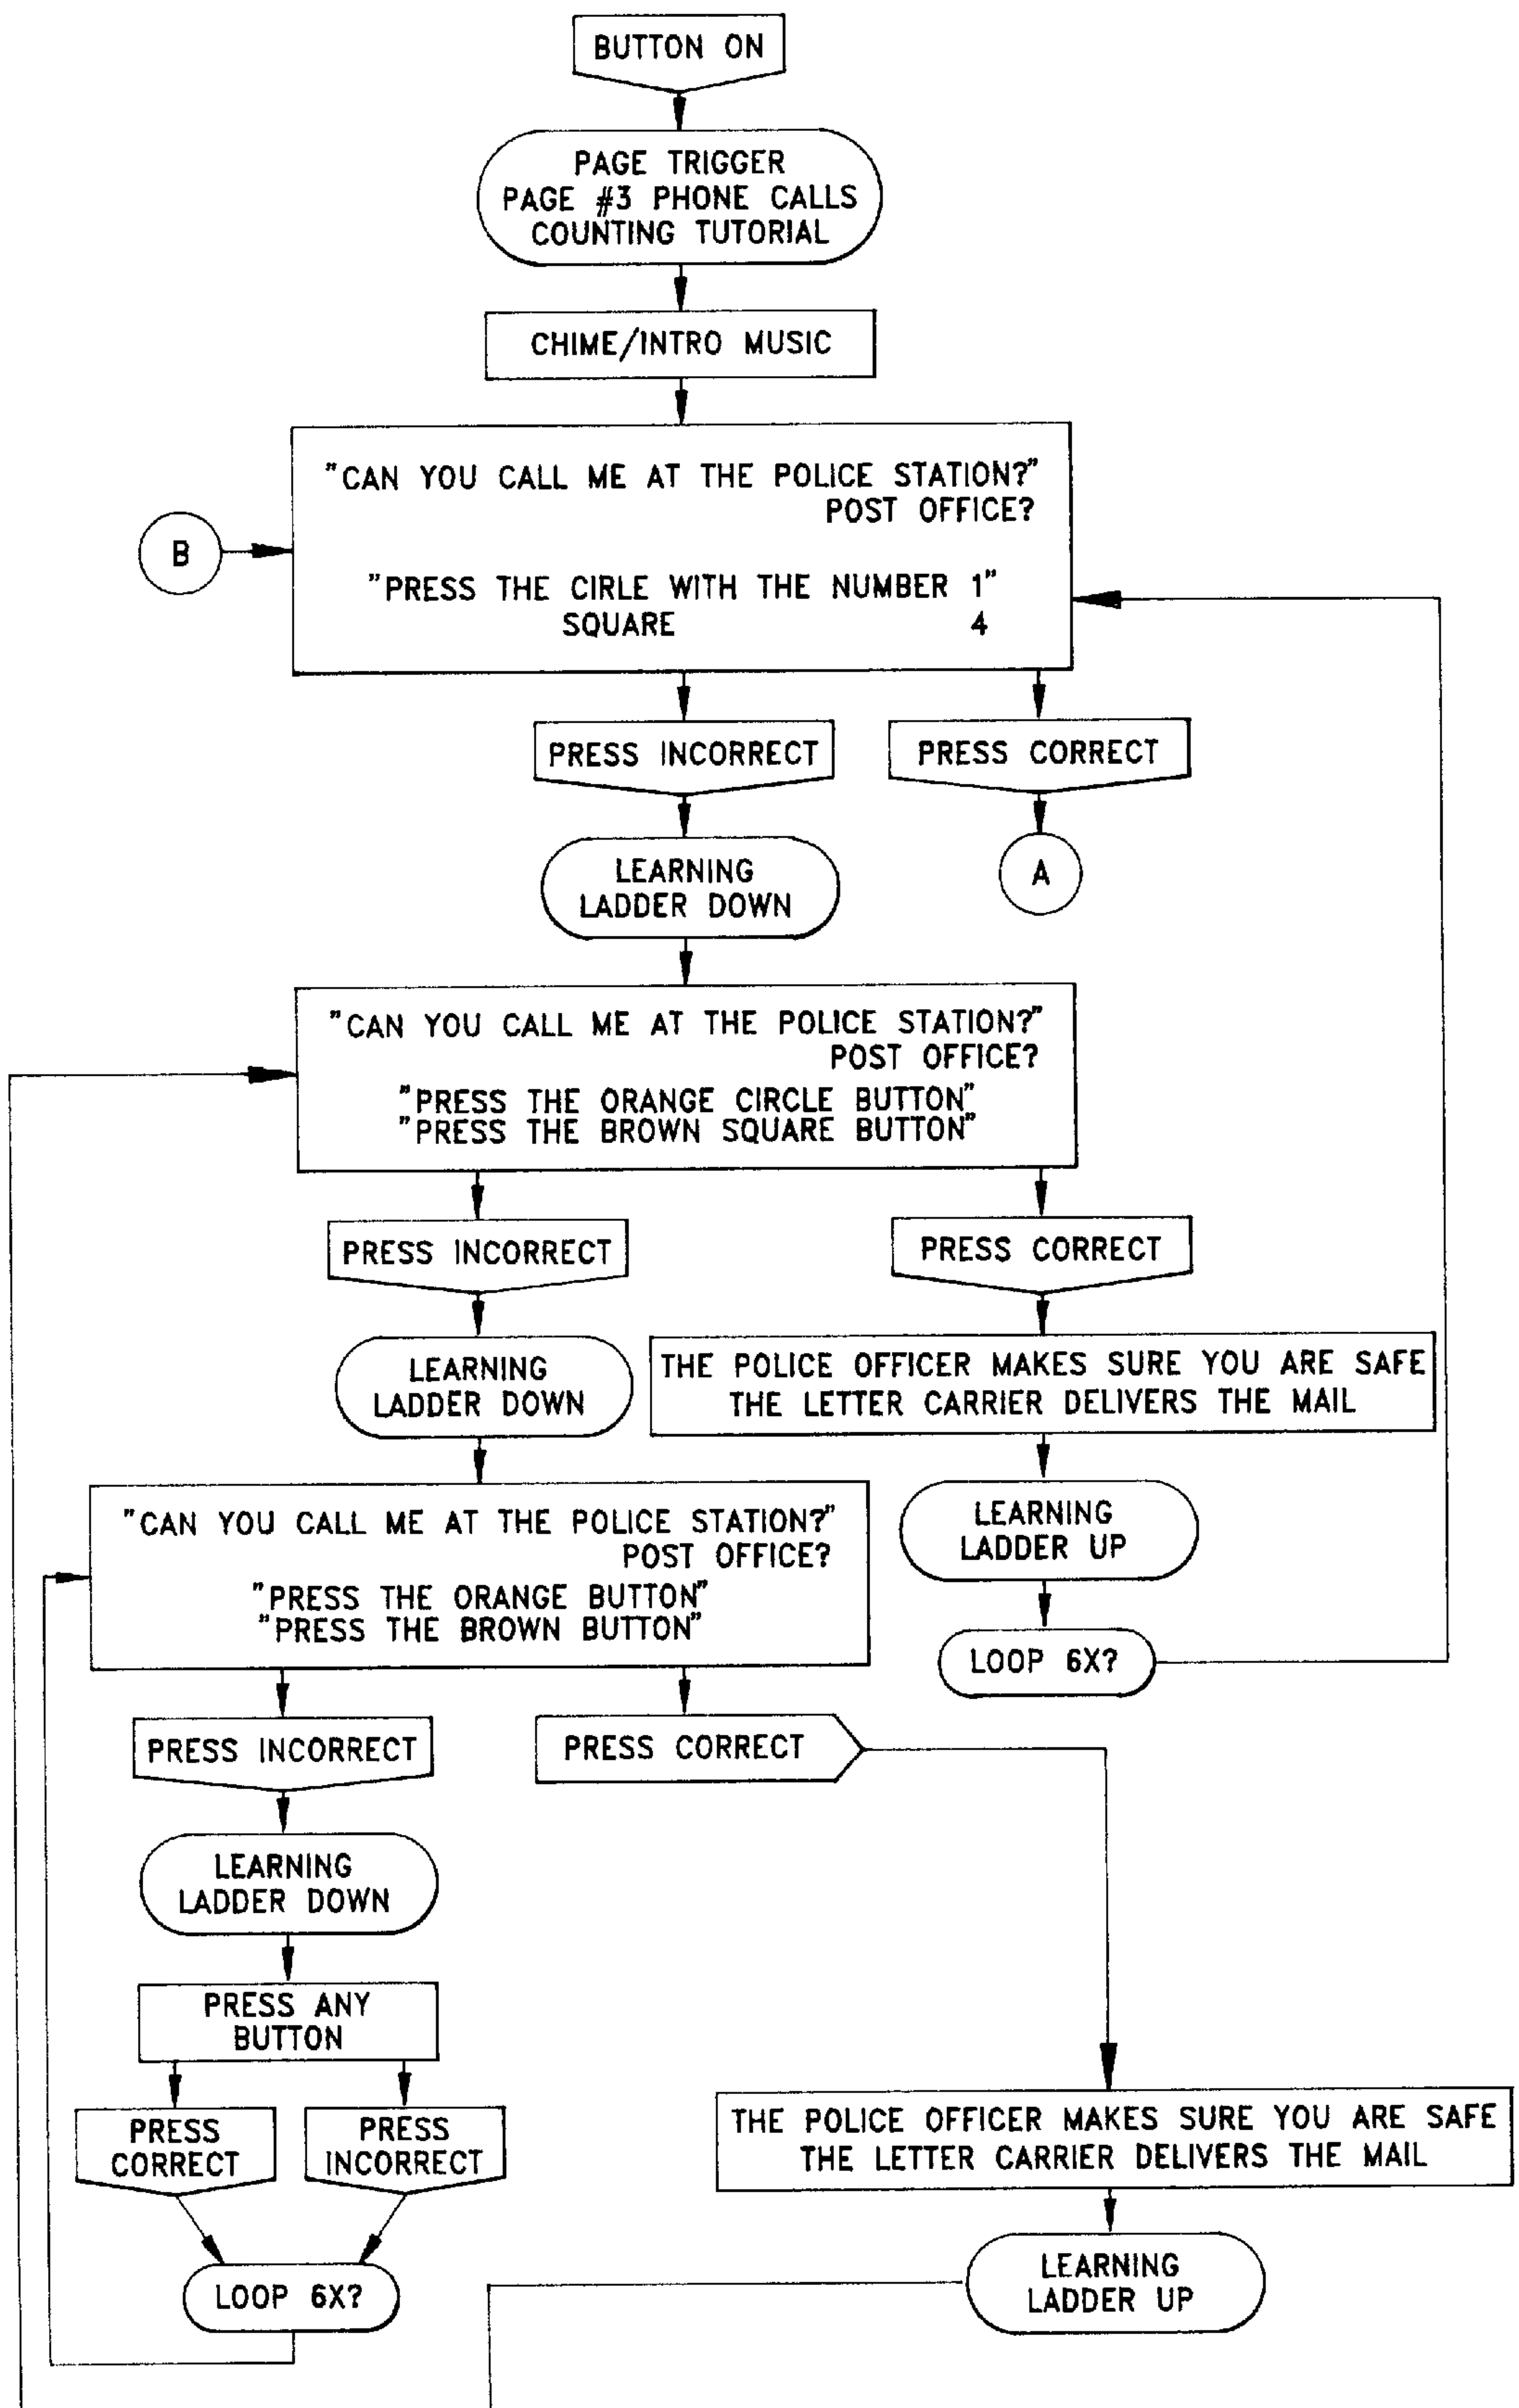 BUTTON ON
PAGE TRIGGER
PAGE #3 PHONE CALLS
COUNTING TUTORIAL
CHIME/INTRO MUSIC
"CAN YOU CALL ME AT THE POLICE STATION?"
POST OFFICE?
B
"PRESS THE CIRLE WITH THE NUMBER 1"
SQUARE 4
PRESS INCORRECT
PRESS CORRECT
LEARNING
LADDER DOWN
A
"CAN YOU CALL ME AT THE POLICE STATION?"
POST OFFICE?
"PRESS THE ORANGE CIRCLE BUTTON"
"PRESS THE BROWN SQUARE BUTTON"
PRESS INCORRECT
PRESS CORRECT
LEARNING
LADDER DOWN
THE POLICE OFFICER MAKES SURE YOU ARE SAFE
THE LETTER CARRIER DELIVERS THE MAIL
LEARNING
LADDER UP
LOOP 6X?
"CAN YOU CALL ME AT THE POLICE STATION?"
POST OFFICE?
"PRESS THE ORANGE BUTTON"
"PRESS THE BROWN BUTTON"
PRESS INCORRECT
PRESS CORRECT
LEARNING
LADDER DOWN
PRESS ANY
BUTTON
PRESS
CORRECT
PRESS
INCORRECT
LOOP 6X?
THE POLICE OFFICER MAKES SURE YOU ARE SAFE
THE LETTER CARRIER DELIVERS THE MAIL
LEARNING
LADDER UP